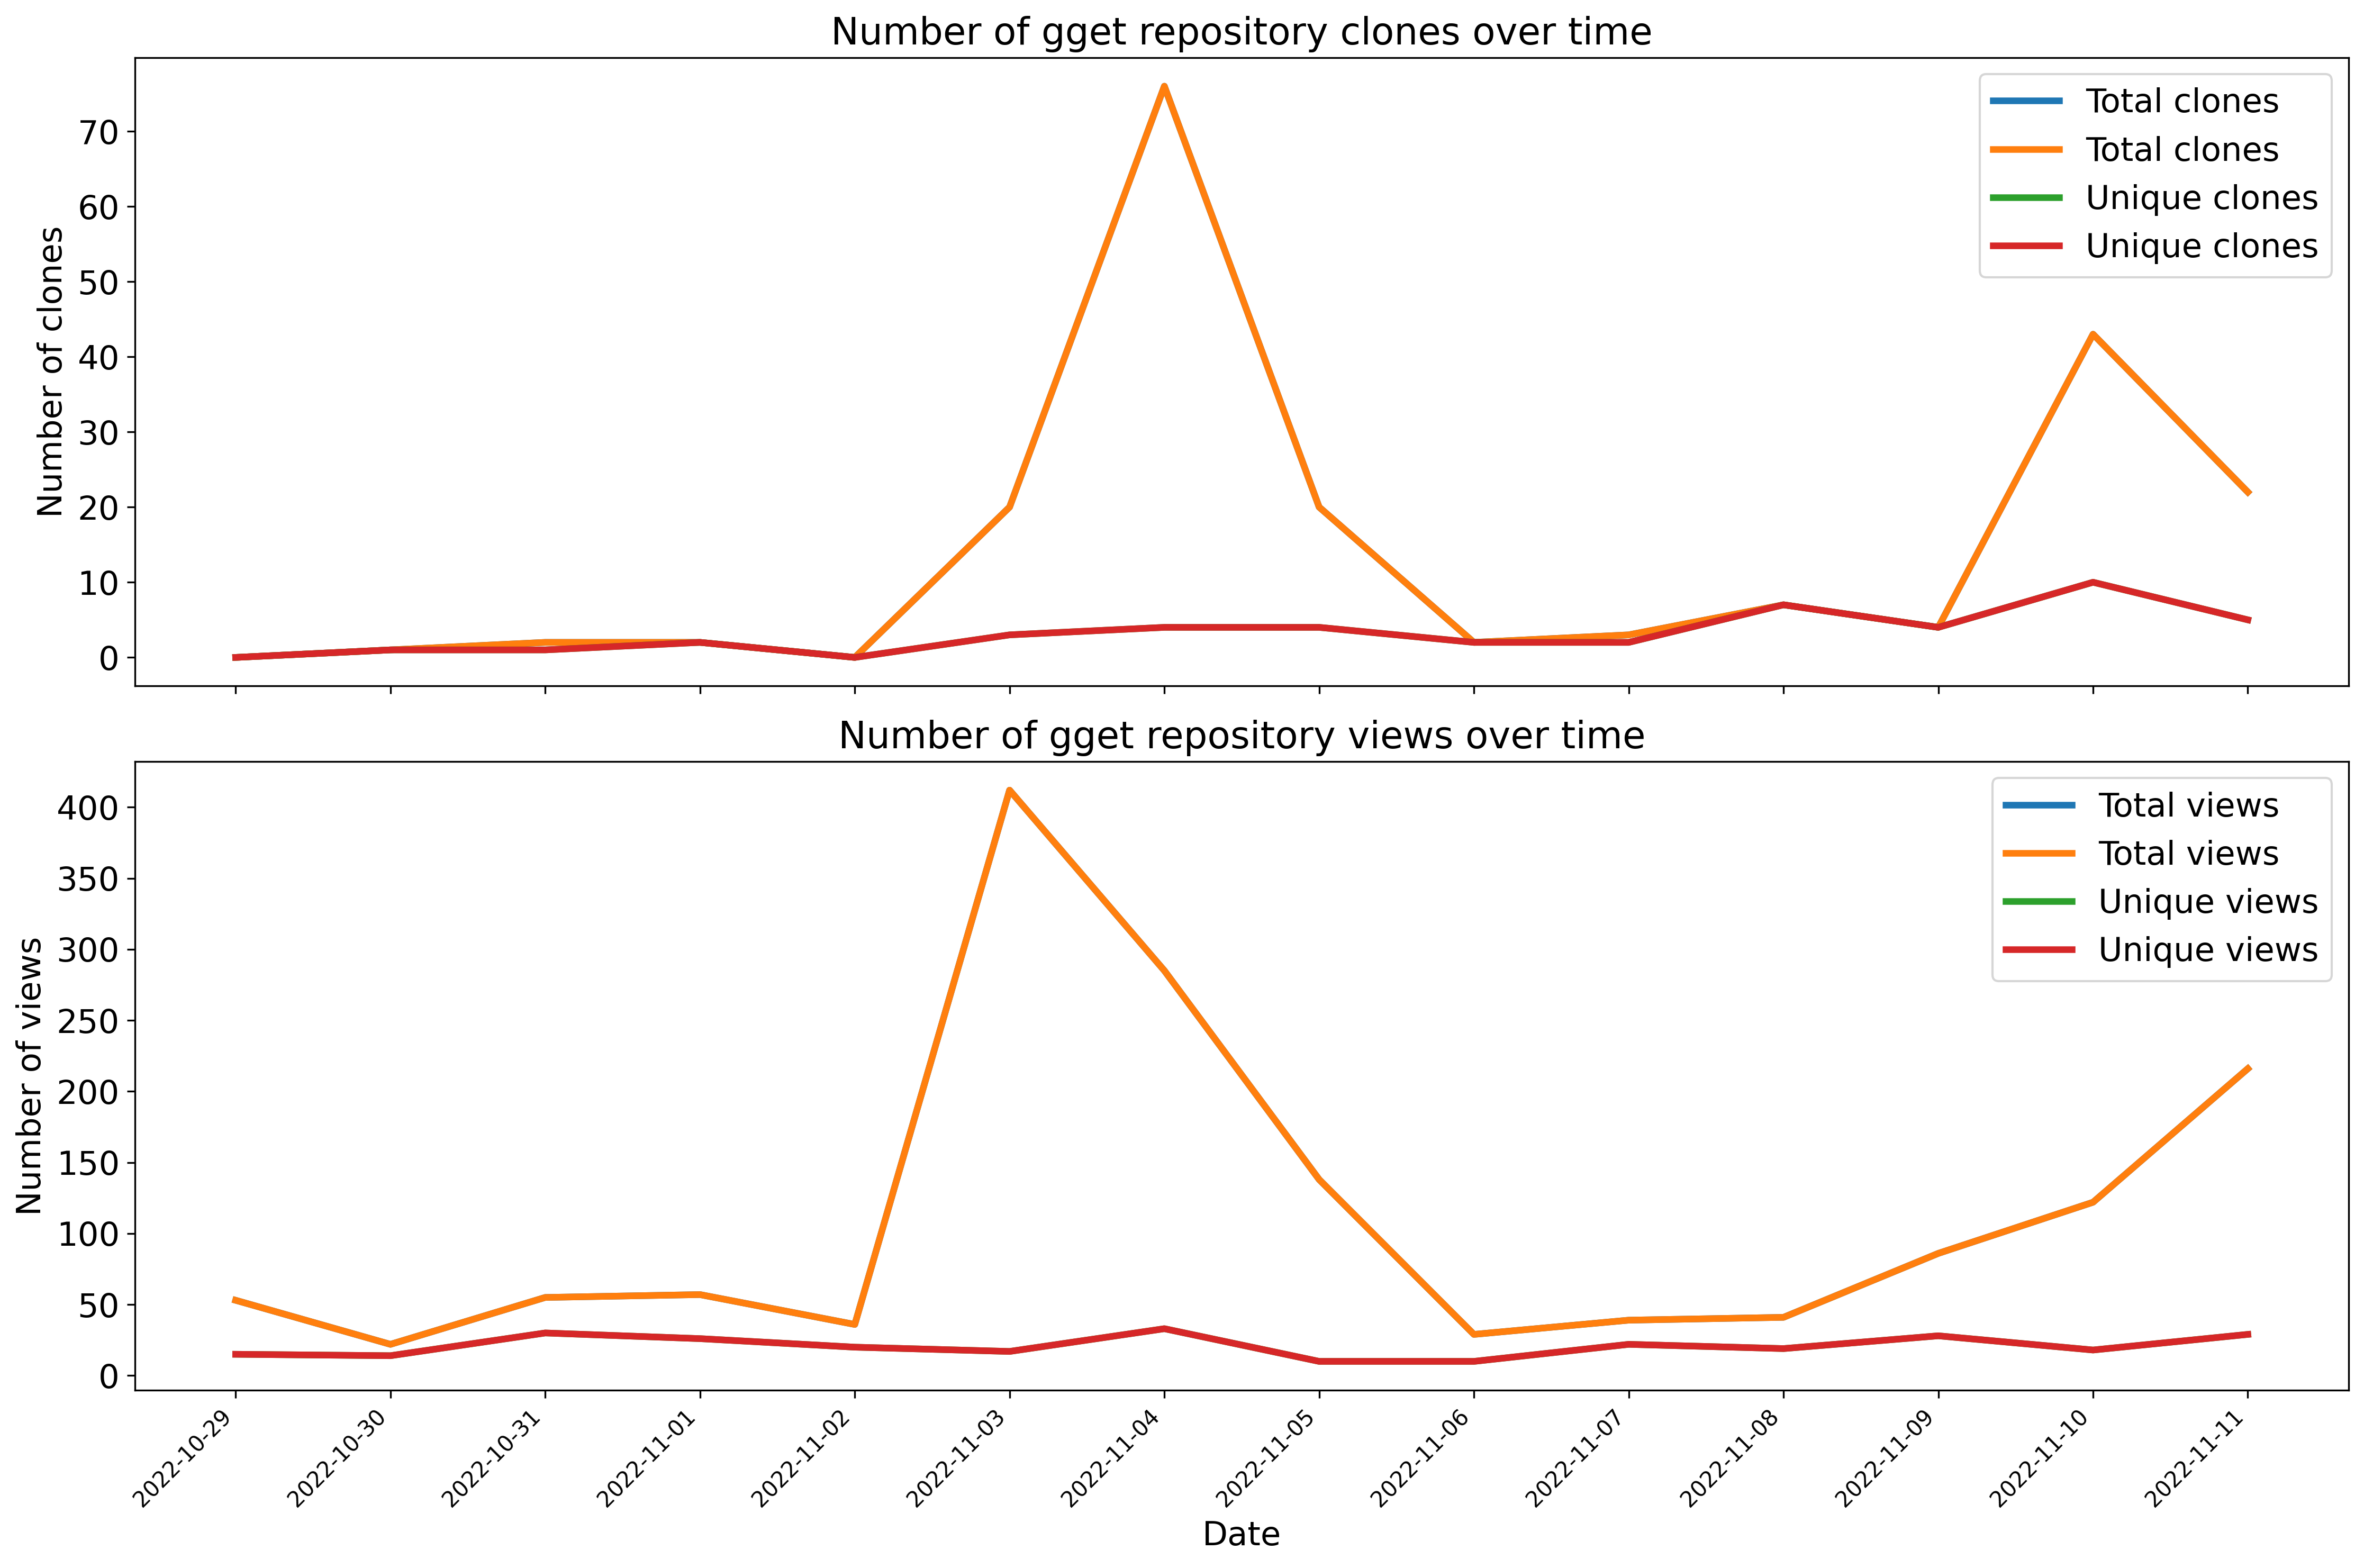 Number of gget repository clones over time
Number of clones
70
60
50
40
30
20
10
0
Total clones
Total clones
Unique clones
Unique clones
Number of gget repository views over time
Number of views
400
350
300
250
200
150
100
50
0
Total views
Total views
Unique views
Unique views
2022-10-29
2022-10-30
2022-10-31
2022-11-01
2022-11-02
2022-11-03
2022-11-04
2022-11-05
2022-11-06
2022-11-07
2022-11-08
2022-11-09
2022-11-10
2022-11-11
Date